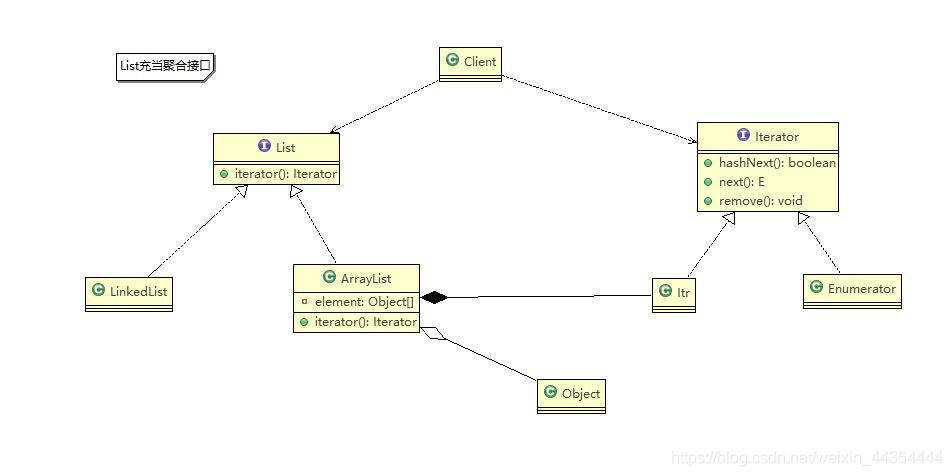 List充当聚合接口
C Client
I List
iterator(): Iterator
I Iterator
hashNext(): boolean
next(): E
remove(): void
C LinkedList
C ArrayList
element: Object[]
iterator(): Iterator
C Itr
C Enumerator
C Object
https://blog.csdn.net/weixin_44364444